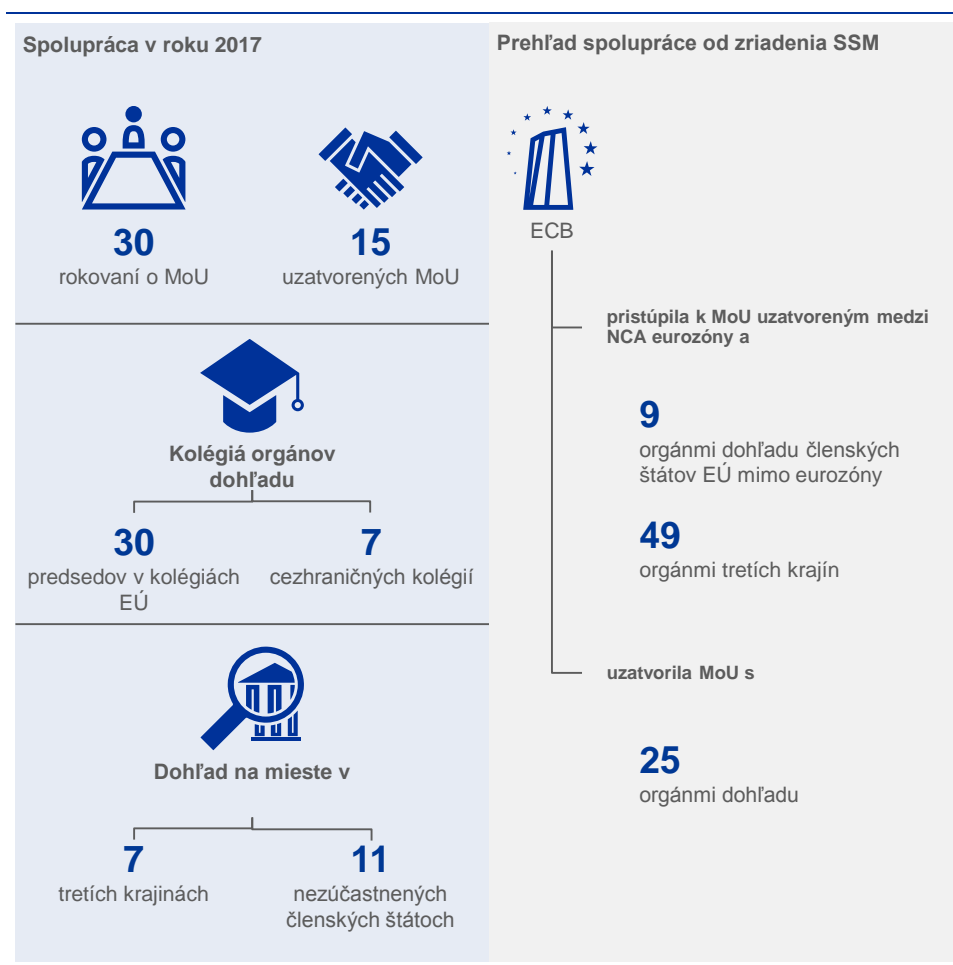 Spolupráca v roku 2017
30
rokovaní o MoU
15
uzatvorených MoU
Kolégiá orgánov
dohľadu
30
predsedov v kolégiách
EÚ
7
cezhraničných kolégií
Dohľad na mieste v
7
tretích krajinách
11
nezúčastnených
členských štátoch
Prehľad spolupráce od zriadenia SSM
ECB
pristúpila k MoU uzatvoreným medzi
NCA eurozóny a
9
orgánmi dohľadu členských
štátov EÚ mimo eurozóny
49
orgánmi tretích krajín
uzatvorila MoU s
25
orgánmi dohľadu